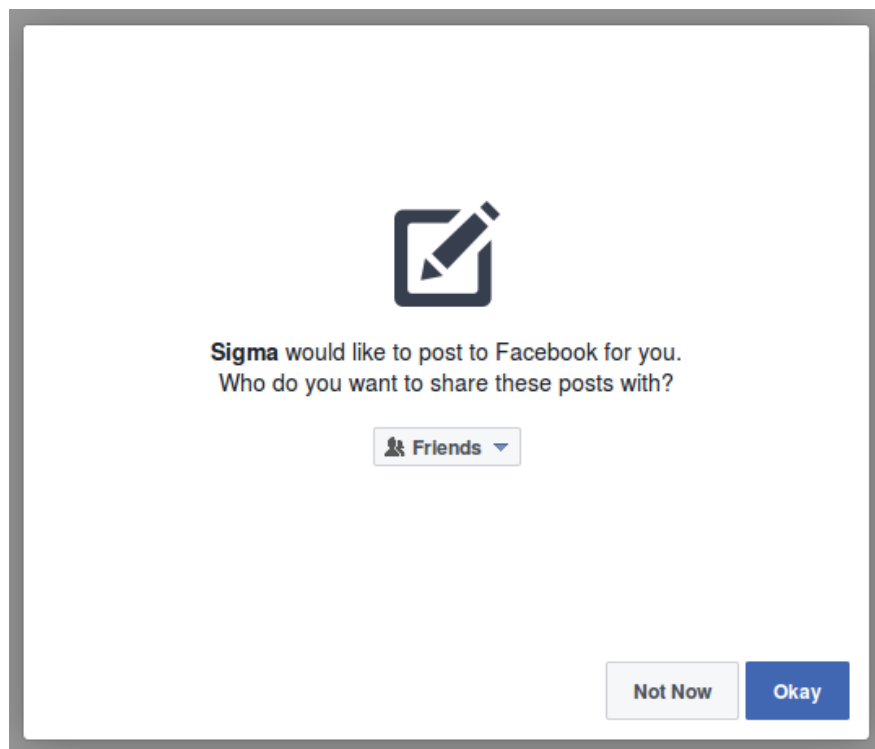 Sigma would like to post to Facebook for you.
Who do you want to share these posts with?
Friends
Not Now
Okay